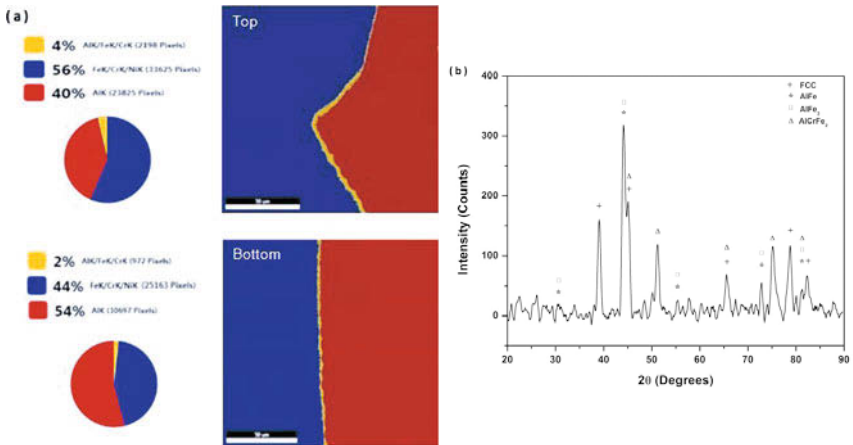 (a)
4% AlK/FeK/CrK (2198 Pixels)
56% FeK/CrK/NiK (33625 Pixels)
40% AlK (23825 Pixels)
Top
2% AlK/FeK/CrK (972 Pixels)
44% FeK/CrK/NiK (25163 Pixels)
54% AlK (30697 Pixels)
Bottom
(b)
400
300
200
100
0
Intensity (Counts)
+ FCC
* AlFe
□ AlFe₂
Δ AlCrFe₂
20 30 40 50 60 70 80 90
2θ (Degrees)